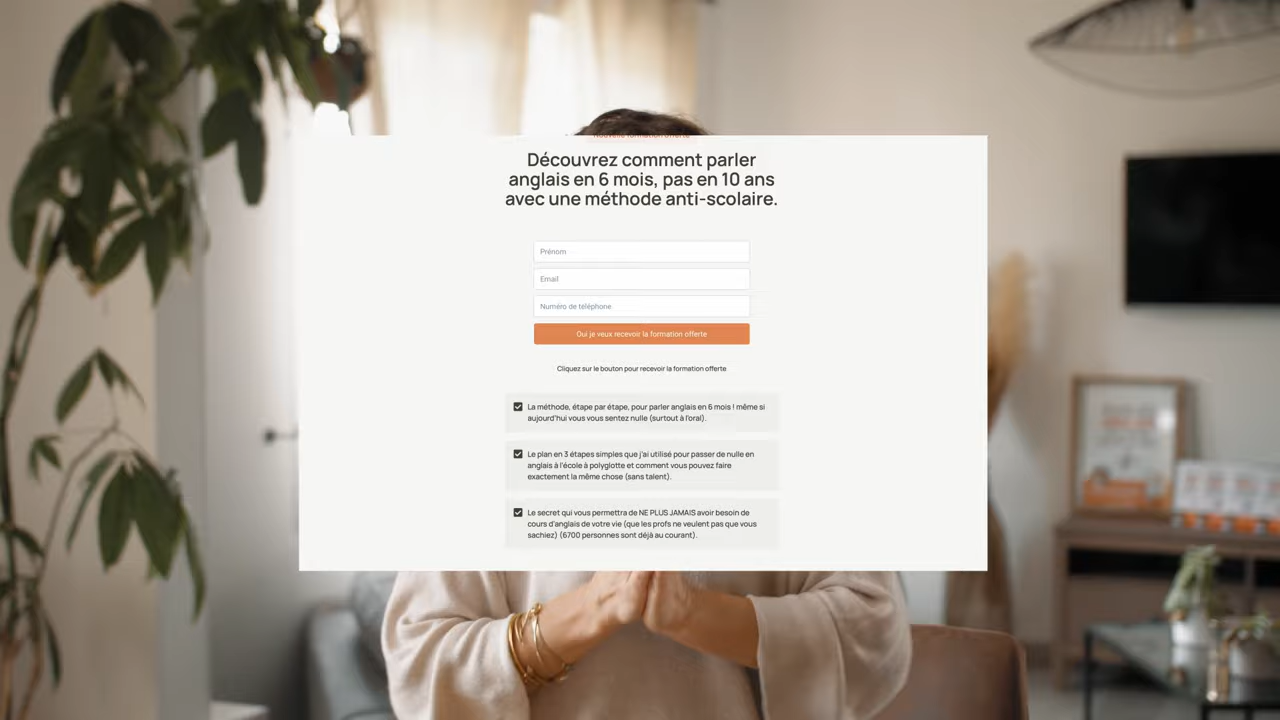 Nouvelle formation offerte
Découvrez comment parler
anglais en 6 mois, pas en 10 ans
avec une méthode anti-scolaire.
Prénom
Email
Numéro de téléphone
Oui je veux recevoir la formation offerte
Cliquez sur le bouton pour recevoir la formation offerte
La méthode, étape par étape, pour parler anglais en 6 mois ! même si
aujourd'hui vous vous sentez nulle (surtout à l'oral).
Le plan en 3 étapes simples que j'ai utilisé pour passer de nulle en
anglais à l'école à polyglotte et comment vous pouvez faire
exactement la même chose (sans talent).
Le secret qui vous permettra de NE PLUS JAMAIS avoir besoin de
cours d'anglais de votre vie (que les profs ne veulent pas que vous
sachiez) (6700 personnes sont déjà au courant).